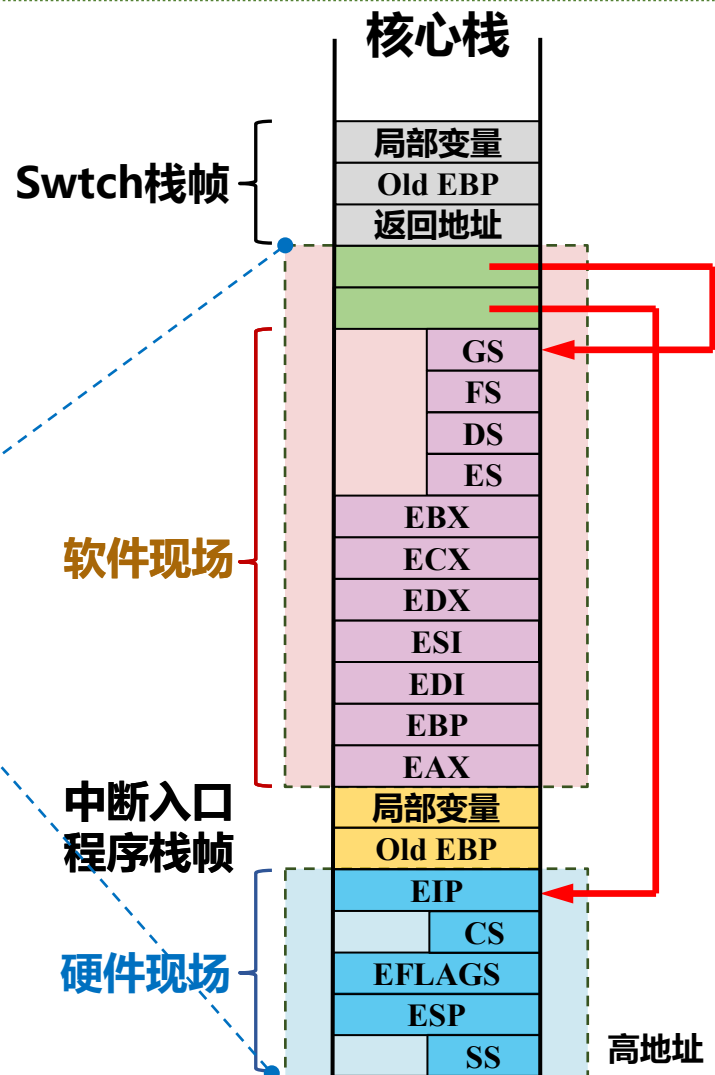 核心栈
Swtch栈帧
局部变量
Old EBP
返回地址
软件现场
GS
FS
DS
ES
EBX
ECX
EDX
ESI
EDI
EBP
EAX
中断入口
程序栈帧
局部变量
Old EBP
硬件现场
EIP
CS
EFLAGS
ESP
SS
高地址